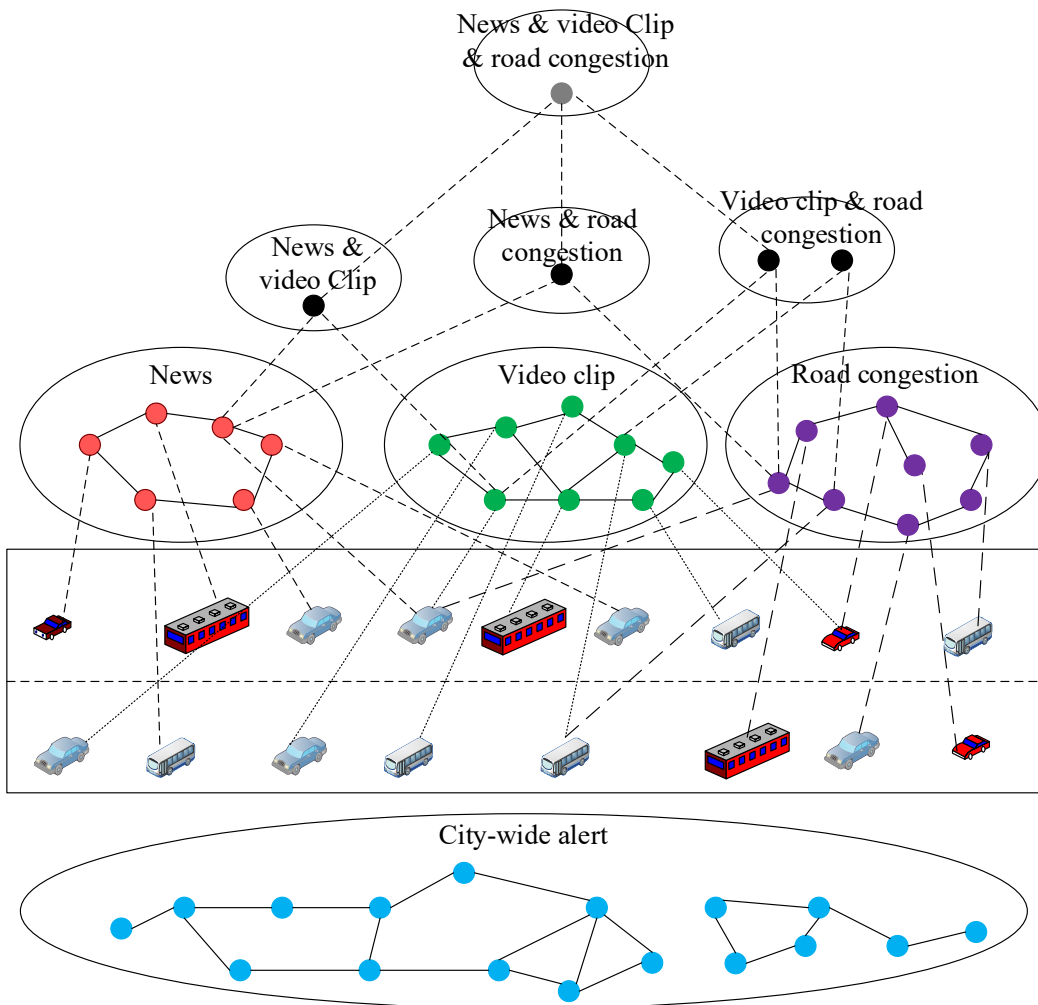 News & video Clip
& road congestion
News &
video Clip
News & road
congestion
Video clip & road
congestion
News
Video clip
Road congestion
City-wide alert